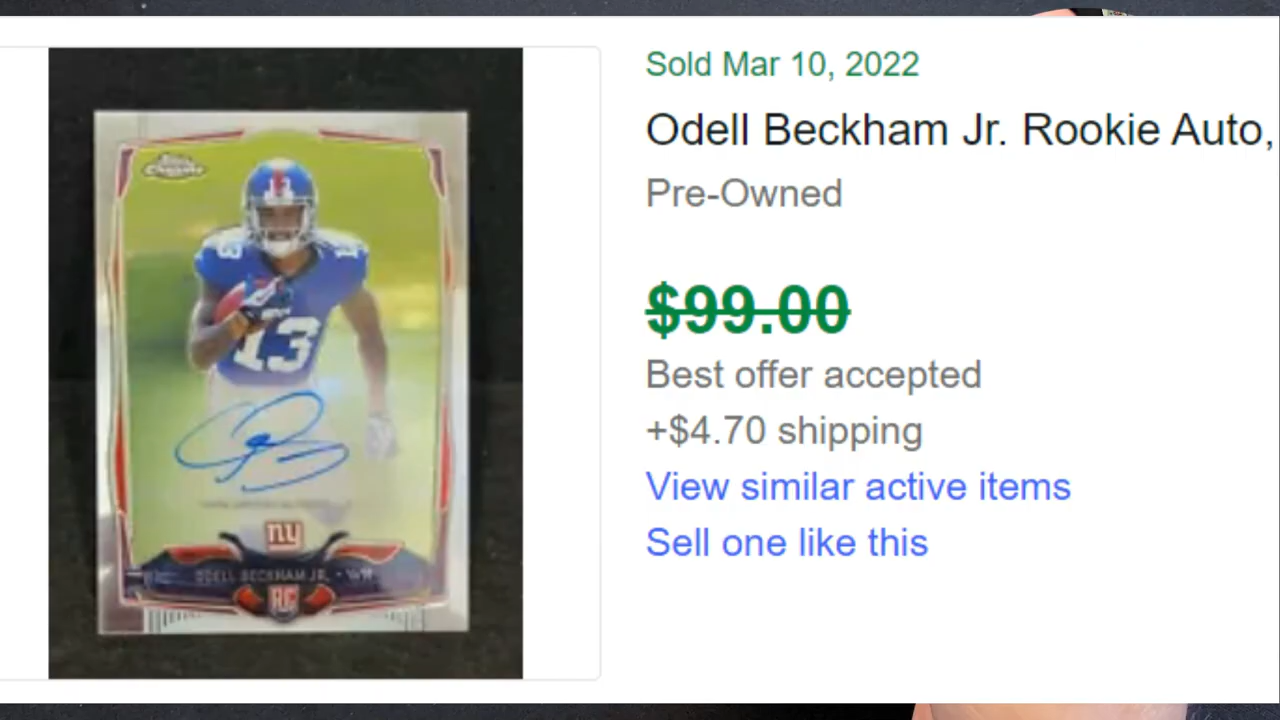 Sold Mar 10, 2022
Odell Beckham Jr. Rookie Auto,
Pre-Owned
$99.00
Best offer accepted
+$4.70 shipping
View similar active items
Sell one like this
Topps
Chrome
13
13
ny
ODELL BECKHAM JR. • WR
RC